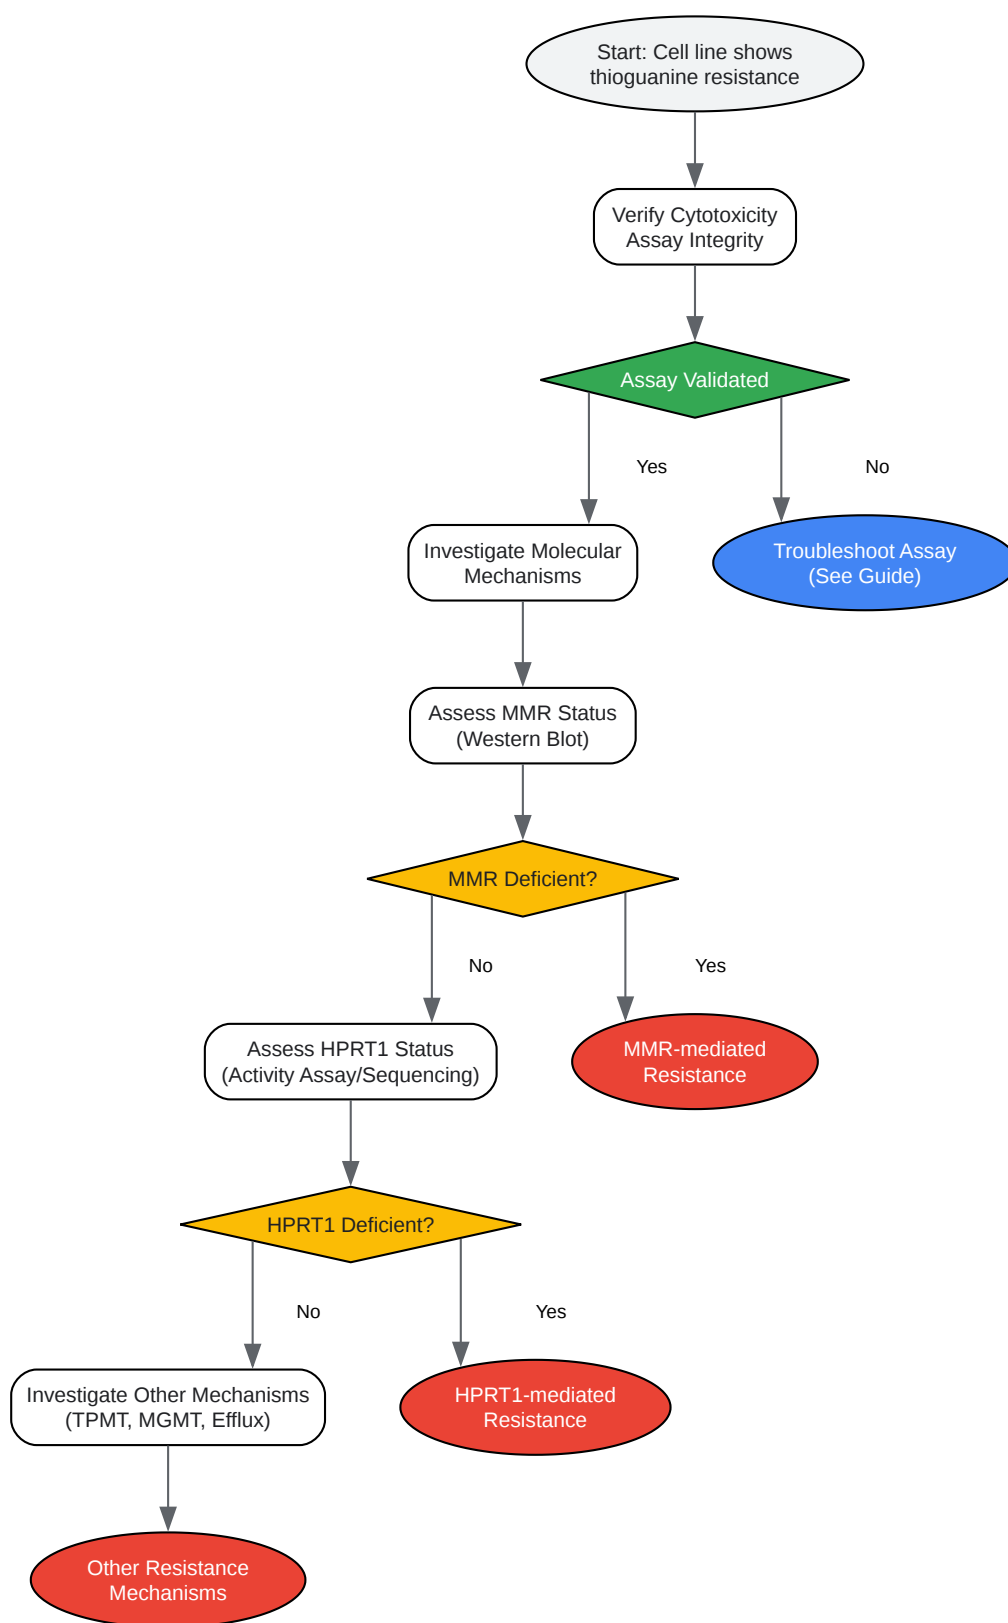 Start: Cell line shows
thioguanine resistance
Verify Cytotoxicity
Assay Integrity
Assay Validated
Yes
No
Investigate Molecular
Mechanisms
Troubleshoot Assay
(See Guide)
Assess MMR Status
(Western Blot)
MMR Deficient?
No
Yes
Assess HPRT1 Status
(Activity Assay/Sequencing)
MMR-mediated
Resistance
HPRT1 Deficient?
No
Yes
Investigate Other Mechanisms
(TPMT, MGMT, Efflux)
HPRT1-mediated
Resistance
Other Resistance
Mechanisms